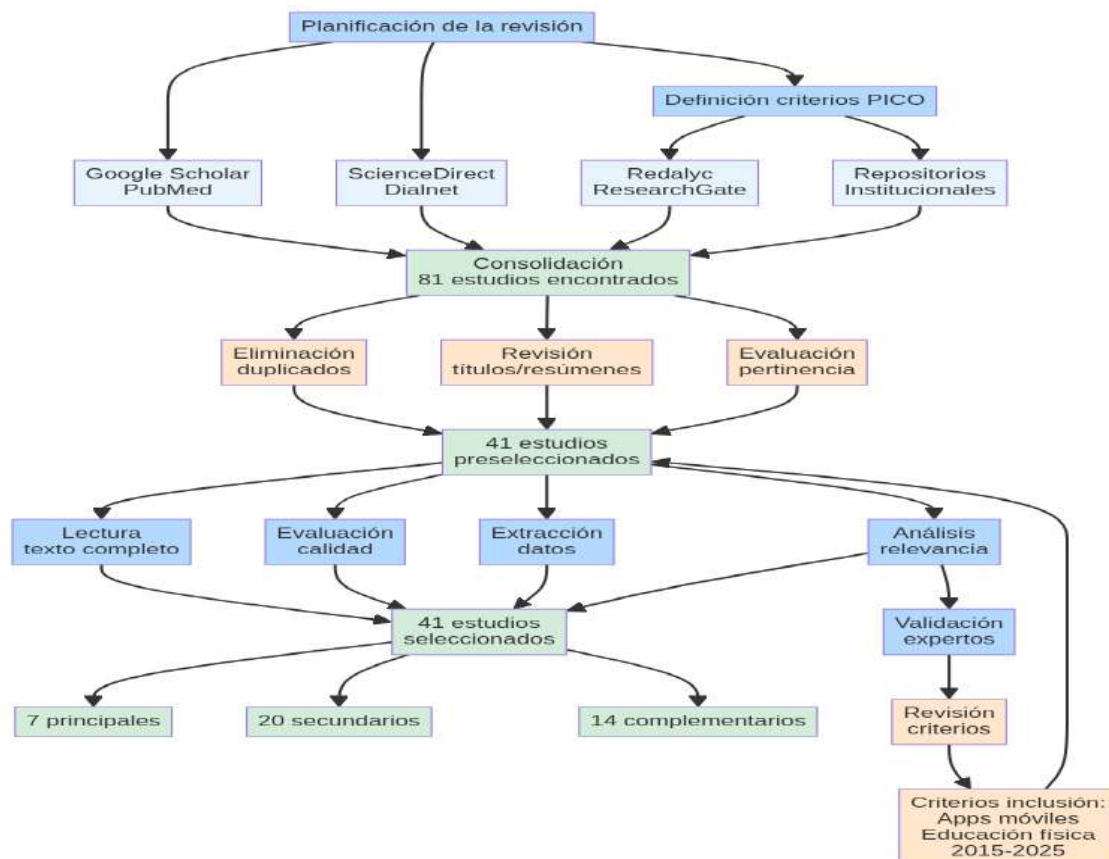 Planificación de la revisión
Definición criterios PICO
Google Scholar
PubMed
ScienceDirect
Dialnet
Redalyc
ResearchGate
Repositorios
Institucionales
Consolidación
81 estudios encontrados
Eliminación
duplicados
Revisión
títulos/resúmenes
Evaluación
pertinencia
41 estudios
preseleccionados
Lectura
texto completo
Evaluación
calidad
Extracción
datos
Análisis
relevancia
41 estudios
seleccionados
Validación
expertos
7 principales
20 secundarios
14 complementarios
Revisión
criterios
Criterios inclusión:
Apps móviles
Educación física
2015-2025